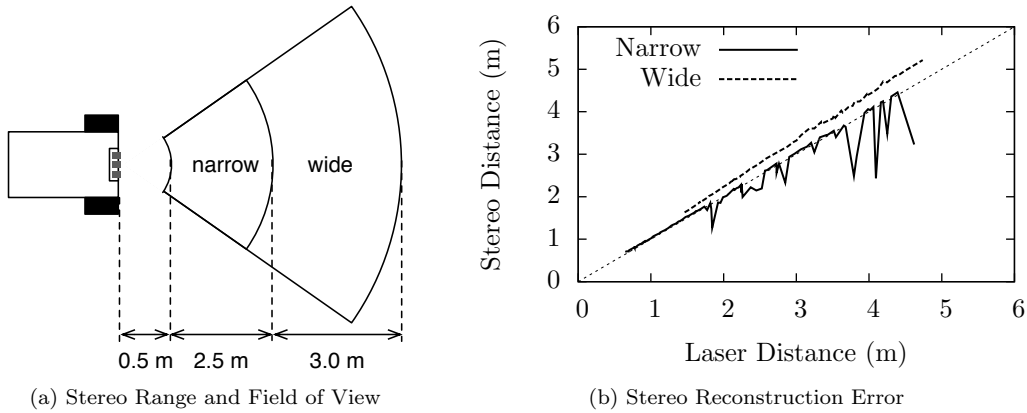 narrow
wide
0.5 m
2.5 m
3.0 m
(a) Stereo Range and Field of View
Narrow
Wide
Stereo Distance (m)
6
5
4
3
2
1
0
0 1 2 3 4 5 6
Laser Distance (m)
(b) Stereo Reconstruction Error